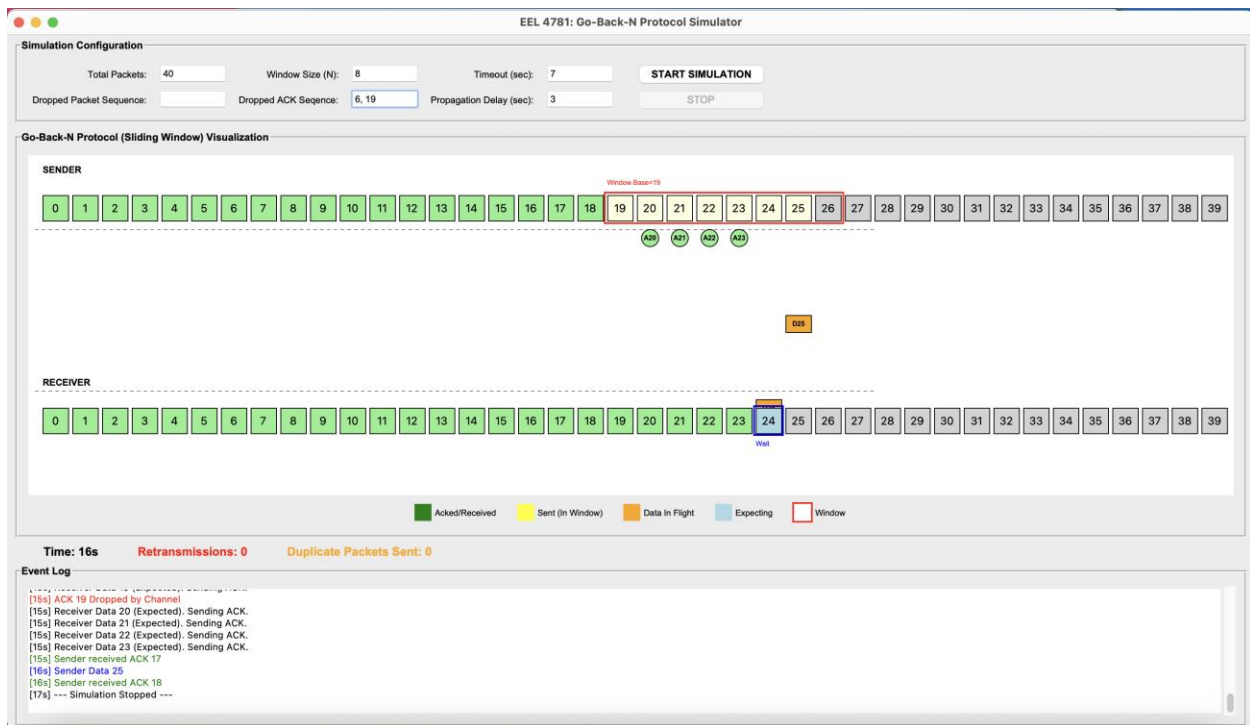 EEL 4781: Go-Back-N Protocol Simulator
Simulation Configuration
Total Packets: 40 Window Size (N): 8 Timeout (sec): 7 START SIMULATION
Dropped Packet Sequence: Dropped ACK Seqence: 6, 19 Propagation Delay (sec): 3 STOP
Go-Back-N Protocol (Sliding Window) Visualization
SENDER
Window Base=19
0 1 2 3 4 5 6 7 8 9 10 11 12 13 14 15 16 17 18 19 20 21 22 23 24 25 26 27 28 29 30 31 32 33 34 35 36 37 38 39
A20 A21 A22 A23
D25
RECEIVER
0 1 2 3 4 5 6 7 8 9 10 11 12 13 14 15 16 17 18 19 20 21 22 23 24 25 26 27 28 29 30 31 32 33 34 35 36 37 38 39
Wait
Acked/Received Sent (In Window) Data In Flight Expecting Window
Time: 16s Retransmissions: 0 Duplicate Packets Sent: 0
Event Log
[15s] ACK 19 Dropped by Channel
[15s] Receiver Data 20 (Expected). Sending ACK.
[15s] Receiver Data 21 (Expected). Sending ACK.
[15s] Receiver Data 22 (Expected). Sending ACK.
[15s] Receiver Data 23 (Expected). Sending ACK.
[15s] Sender received ACK 17
[16s] Sender Data 25
[16s] Sender received ACK 18
[17s] --- Simulation Stopped ---